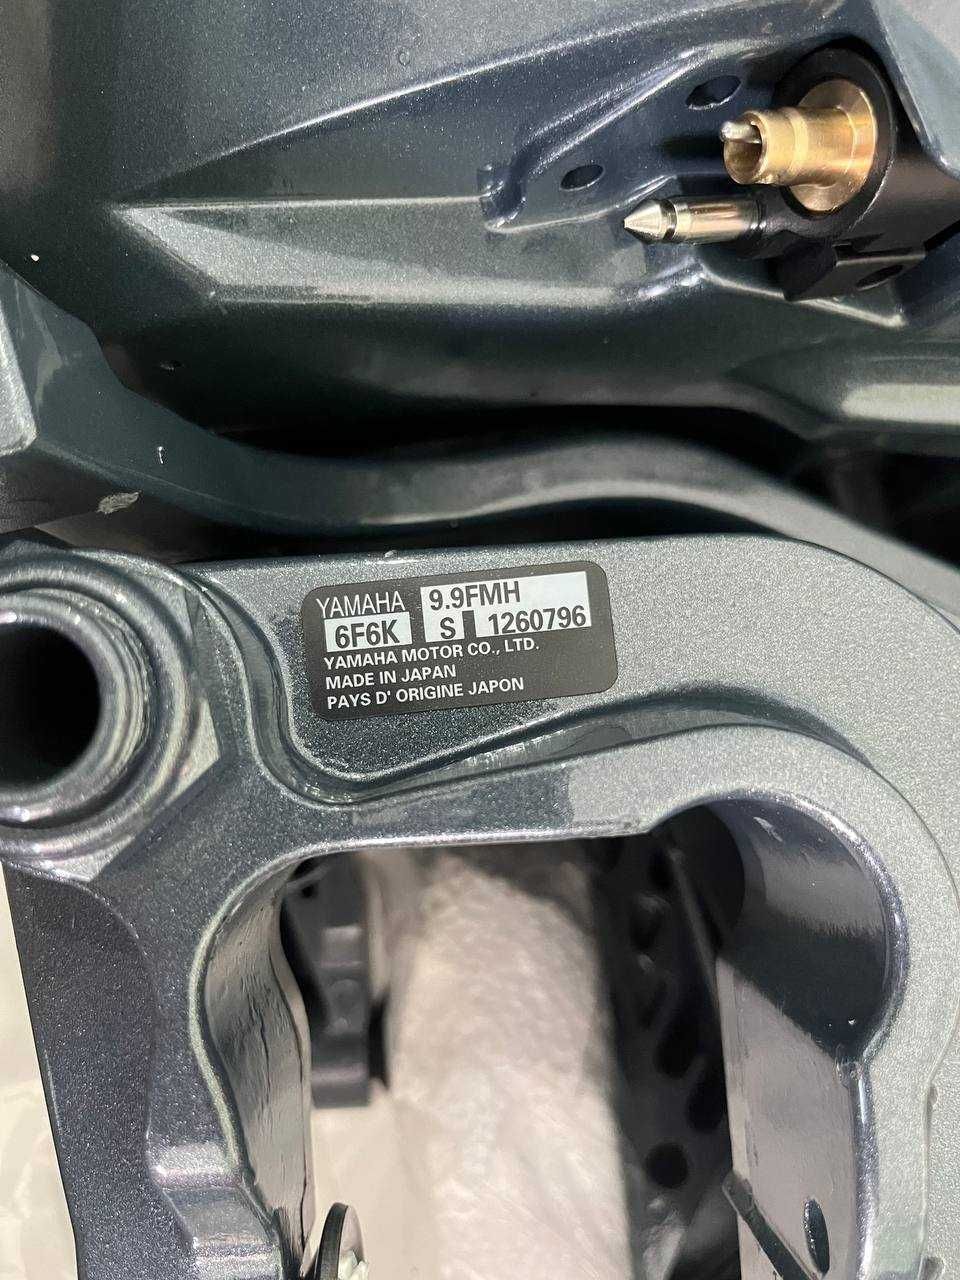 YAMAHA 9.9FMH
6F6K S 1260796
YAMAHA MOTOR CO., LTD.
MADE IN JAPAN
PAYS D' ORIGINE JAPON